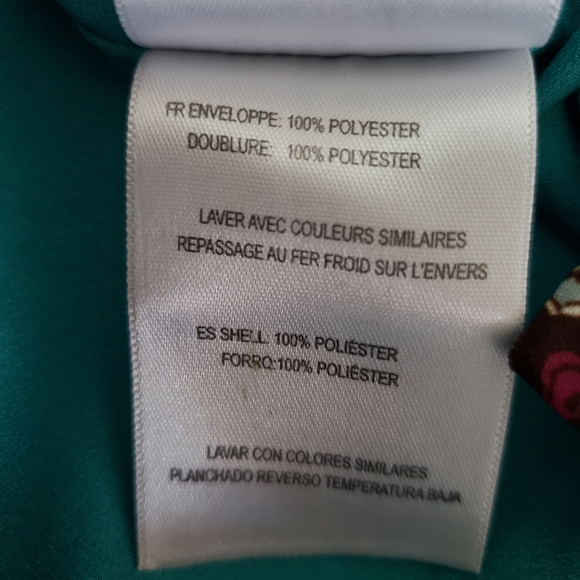 FR ENVELOPPE: 100% POLYESTER
DOUBLURE: 100% POLYESTER
LAVER AVEC COULEURS SIMILAIRES
REPASSAGE AU FER FROID SUR L'ENVERS
ES SHELL: 100% POLIÉSTER
FORRO:100% POLIÉSTER
LAVAR CON COLORES SIMILARES
PLANCHADO REVERSO TEMPERATURA BAJA